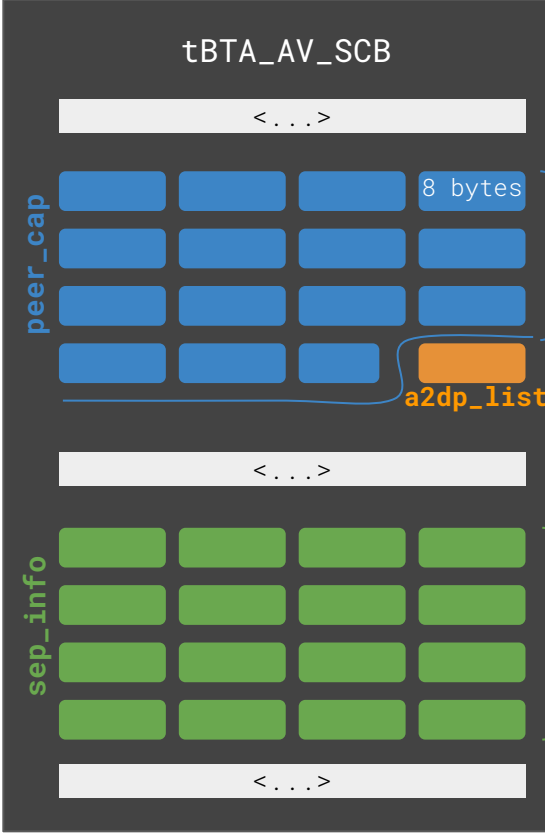 tBTA_AV_SCB
<...>
peer_cap
8 bytes
a2dp_list
<...>
sep_info
<...>